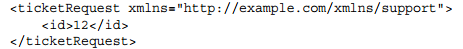 <ticketRequest xmlns="http://example.com/xmlns/support">
    <id>12</id>
</ticketRequest>